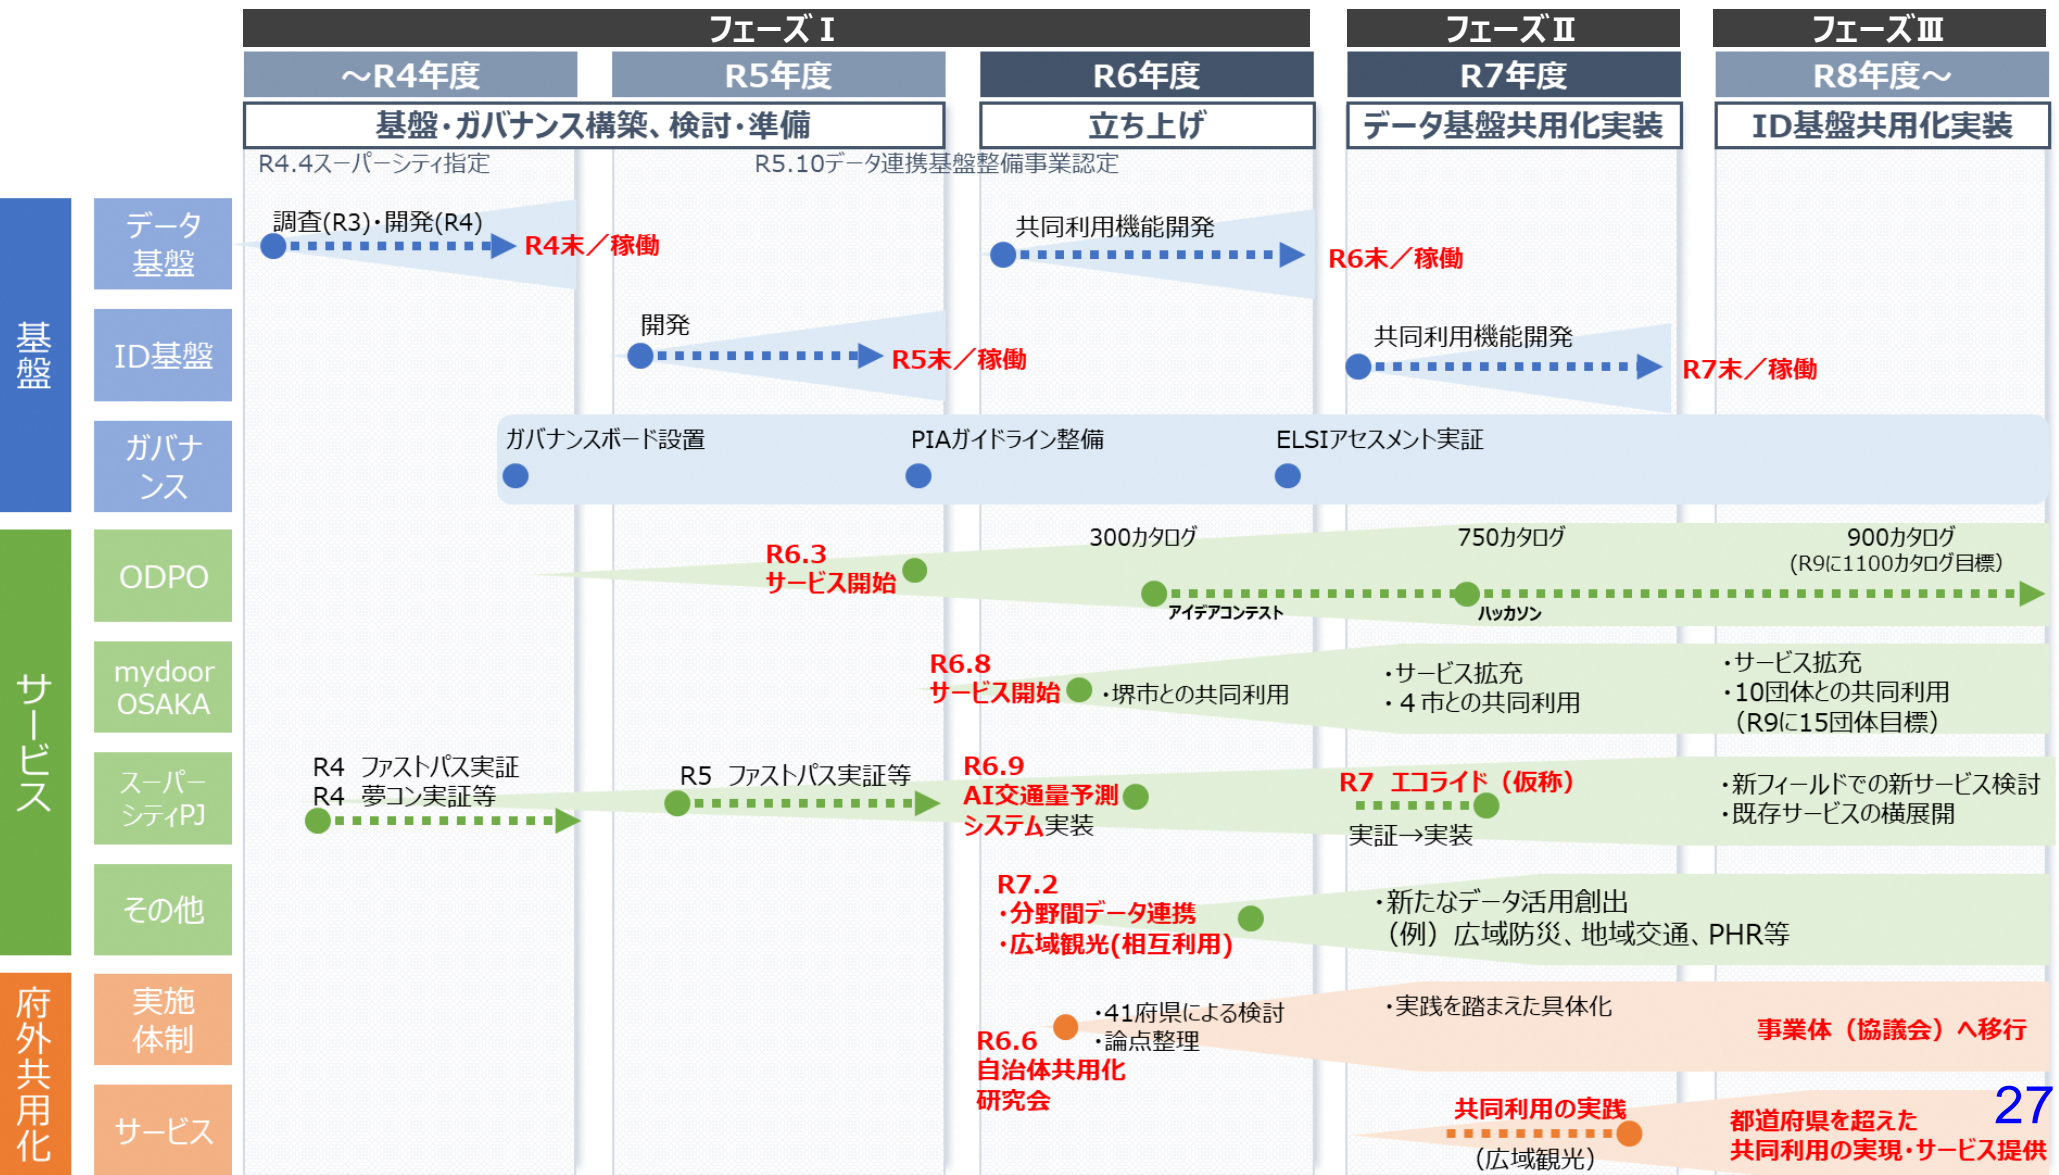 フェーズⅠ
フェーズⅡ
フェーズⅢ
～R4年度
R5年度
R6年度
R7年度
R8年度～
基盤・ガバナンス構築、検討・準備
立ち上げ
データ基盤共用化実装
ID基盤共用化実装
R4.4スーパーシティ指定
R5.10データ連携基盤整備事業認定
基盤
データ
基盤
調査(R3)・開発(R4)
R4末／稼働
共同利用機能開発
R6末／稼働
ID基盤
開発
R5末／稼働
共同利用機能開発
R7末／稼働
ガバナ
ンス
ガバナンスボード設置
PIAガイドライン整備
ELSIアセスメント実証
サービス
ODPO
R6.3
サービス開始
300カタログ
アイデアコンテスト
750カタログ
ハッカソン
900カタログ
(R9に1100カタログ目標)
mydoor
OSAKA
R6.8
サービス開始
・堺市との共同利用
・サービス拡充
・４市との共同利用
・サービス拡充
・10団体との共同利用
（R9に15団体目標）
スーパー
シティPJ
R4　ファストパス実証
R4　夢コン実証等
R5　ファストパス実証等
R6.9
AI交通量予測
システム実装
R7 エコライド（仮称）
実証→実装
・新フィールドでの新サービス検討
・既存サービスの横展開
その他
R7.2
・分野間データ連携
・広域観光(相互利用)
・新たなデータ活用創出
（例）広域防災、地域交通、PHR等
府外共用化
実施
体制
R6.6
自治体共用化
研究会
・41府県による検討
・論点整理
・実践を踏まえた具体化
事業体（協議会）へ移行
サービス
共同利用の実践
（広域観光）
都道府県を超えた
共同利用の実現・サービス提供
27